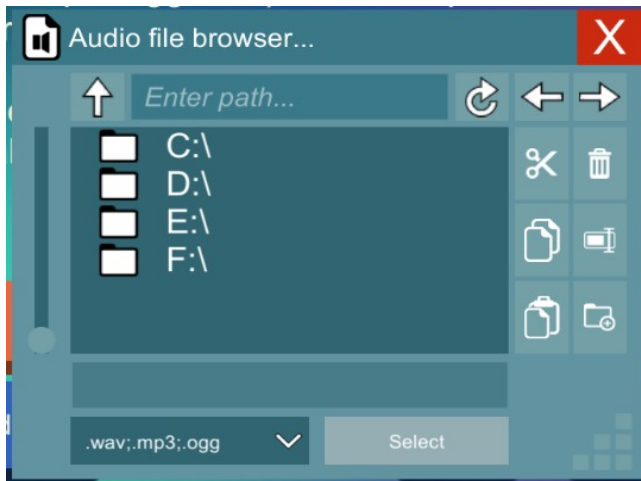 Audio file browser...
X
Enter path...
C:\
D:\
E:\
F:\
.wav;.mp3;.ogg
Select